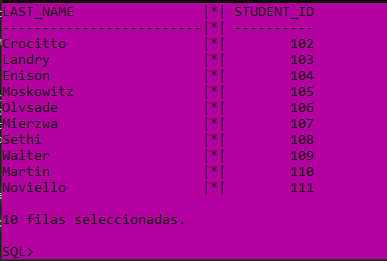 LAST_NAME                |*| STUDENT_ID
-------------------------|*| ----------
Crocitto                 |*|        102
Landry                   |*|        103
Enison                   |*|        104
Moskowitz                |*|        105
Olvsade                  |*|        106
Mierzwa                  |*|        107
Sethi                    |*|        108
Walter                   |*|        109
Martin                   |*|        110
Noviello                 |*|        111
10 filas seleccionadas.
SQL>